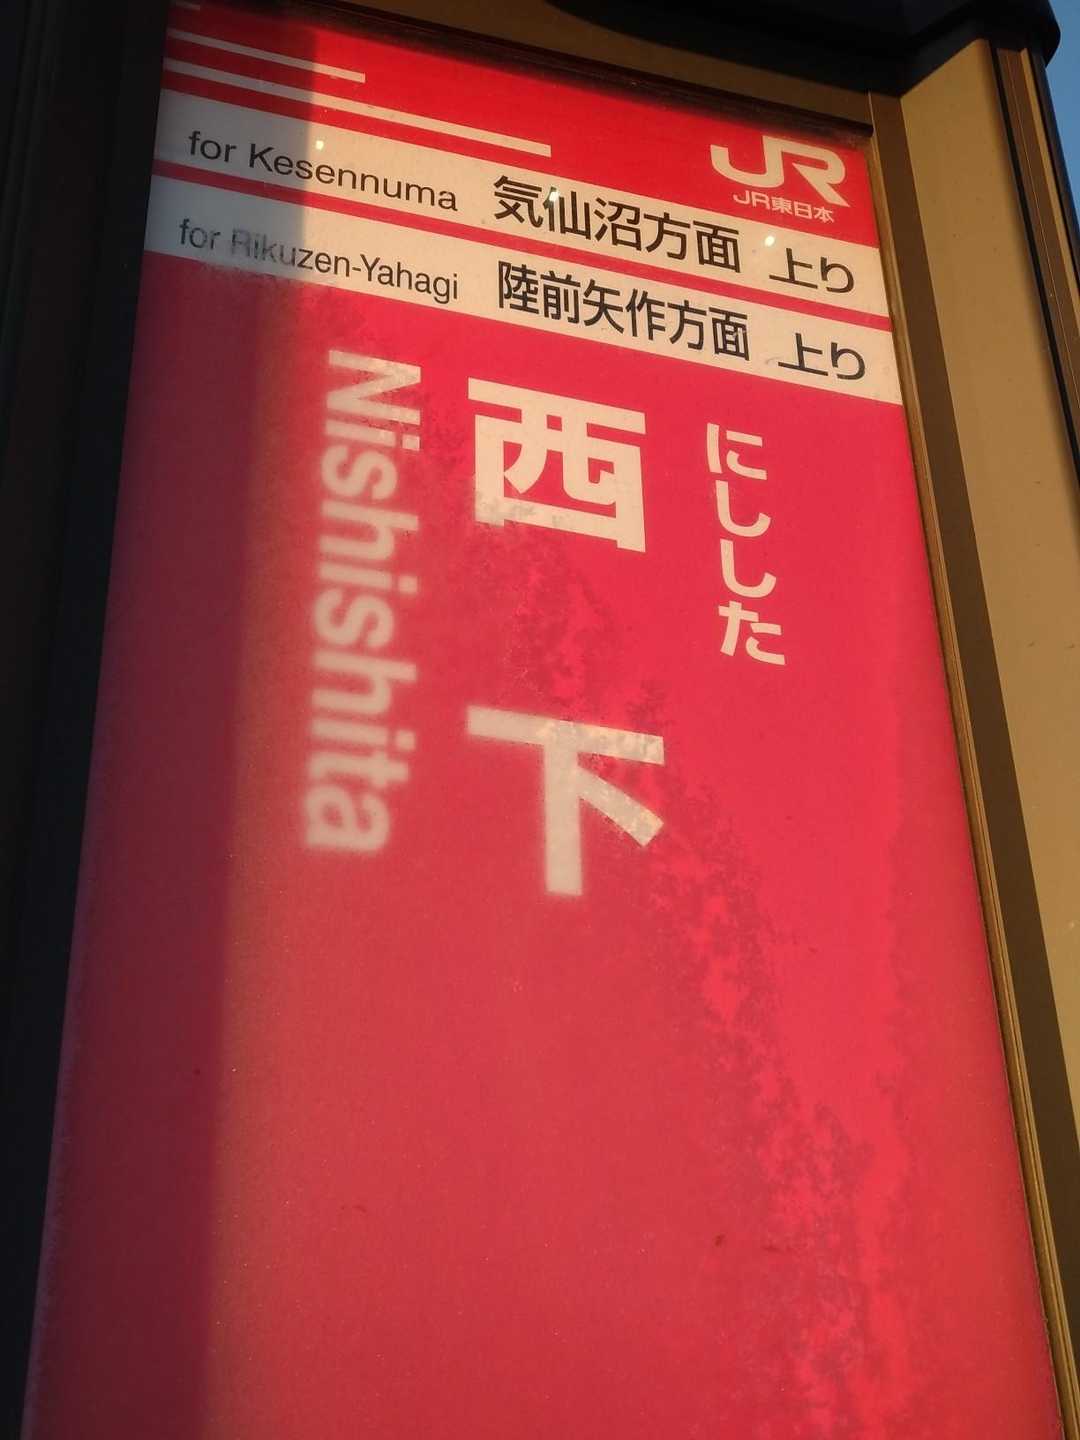 JR
JR東日本
for Kesennuma 気仙沼方面 上り
for Rikuzen-Yahagi 陸前矢作方面 上り
にししした
西下
Nishishita